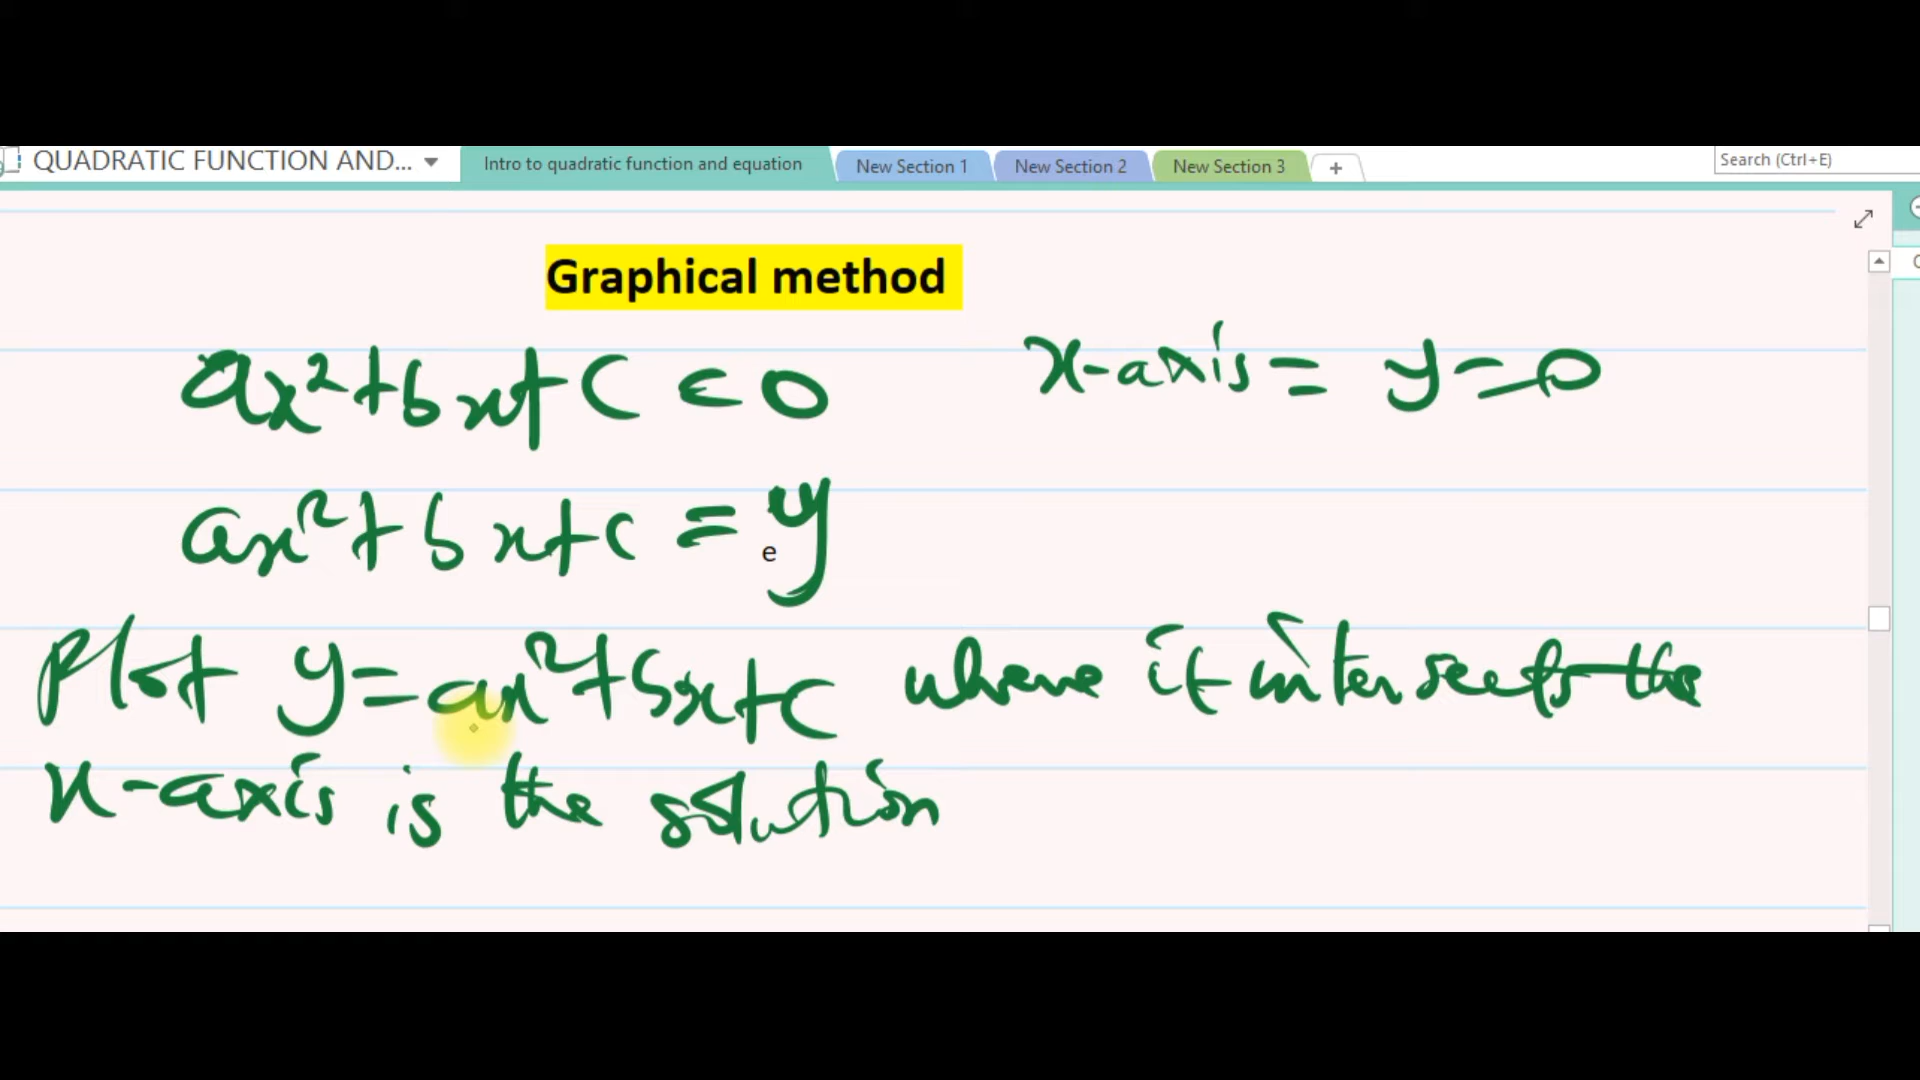 QUADRATIC FUNCTION AND...
Intro to quadratic function and equation
New Section 1
New Section 2
New Section 3
+
Search (Ctrl+E)
Graphical method
ax²+bx+c = 0
x-axis = y=0
ax²+bx+c = y
e
Plot y=ax²+bx+c where it intersects the
x-axis is the solution